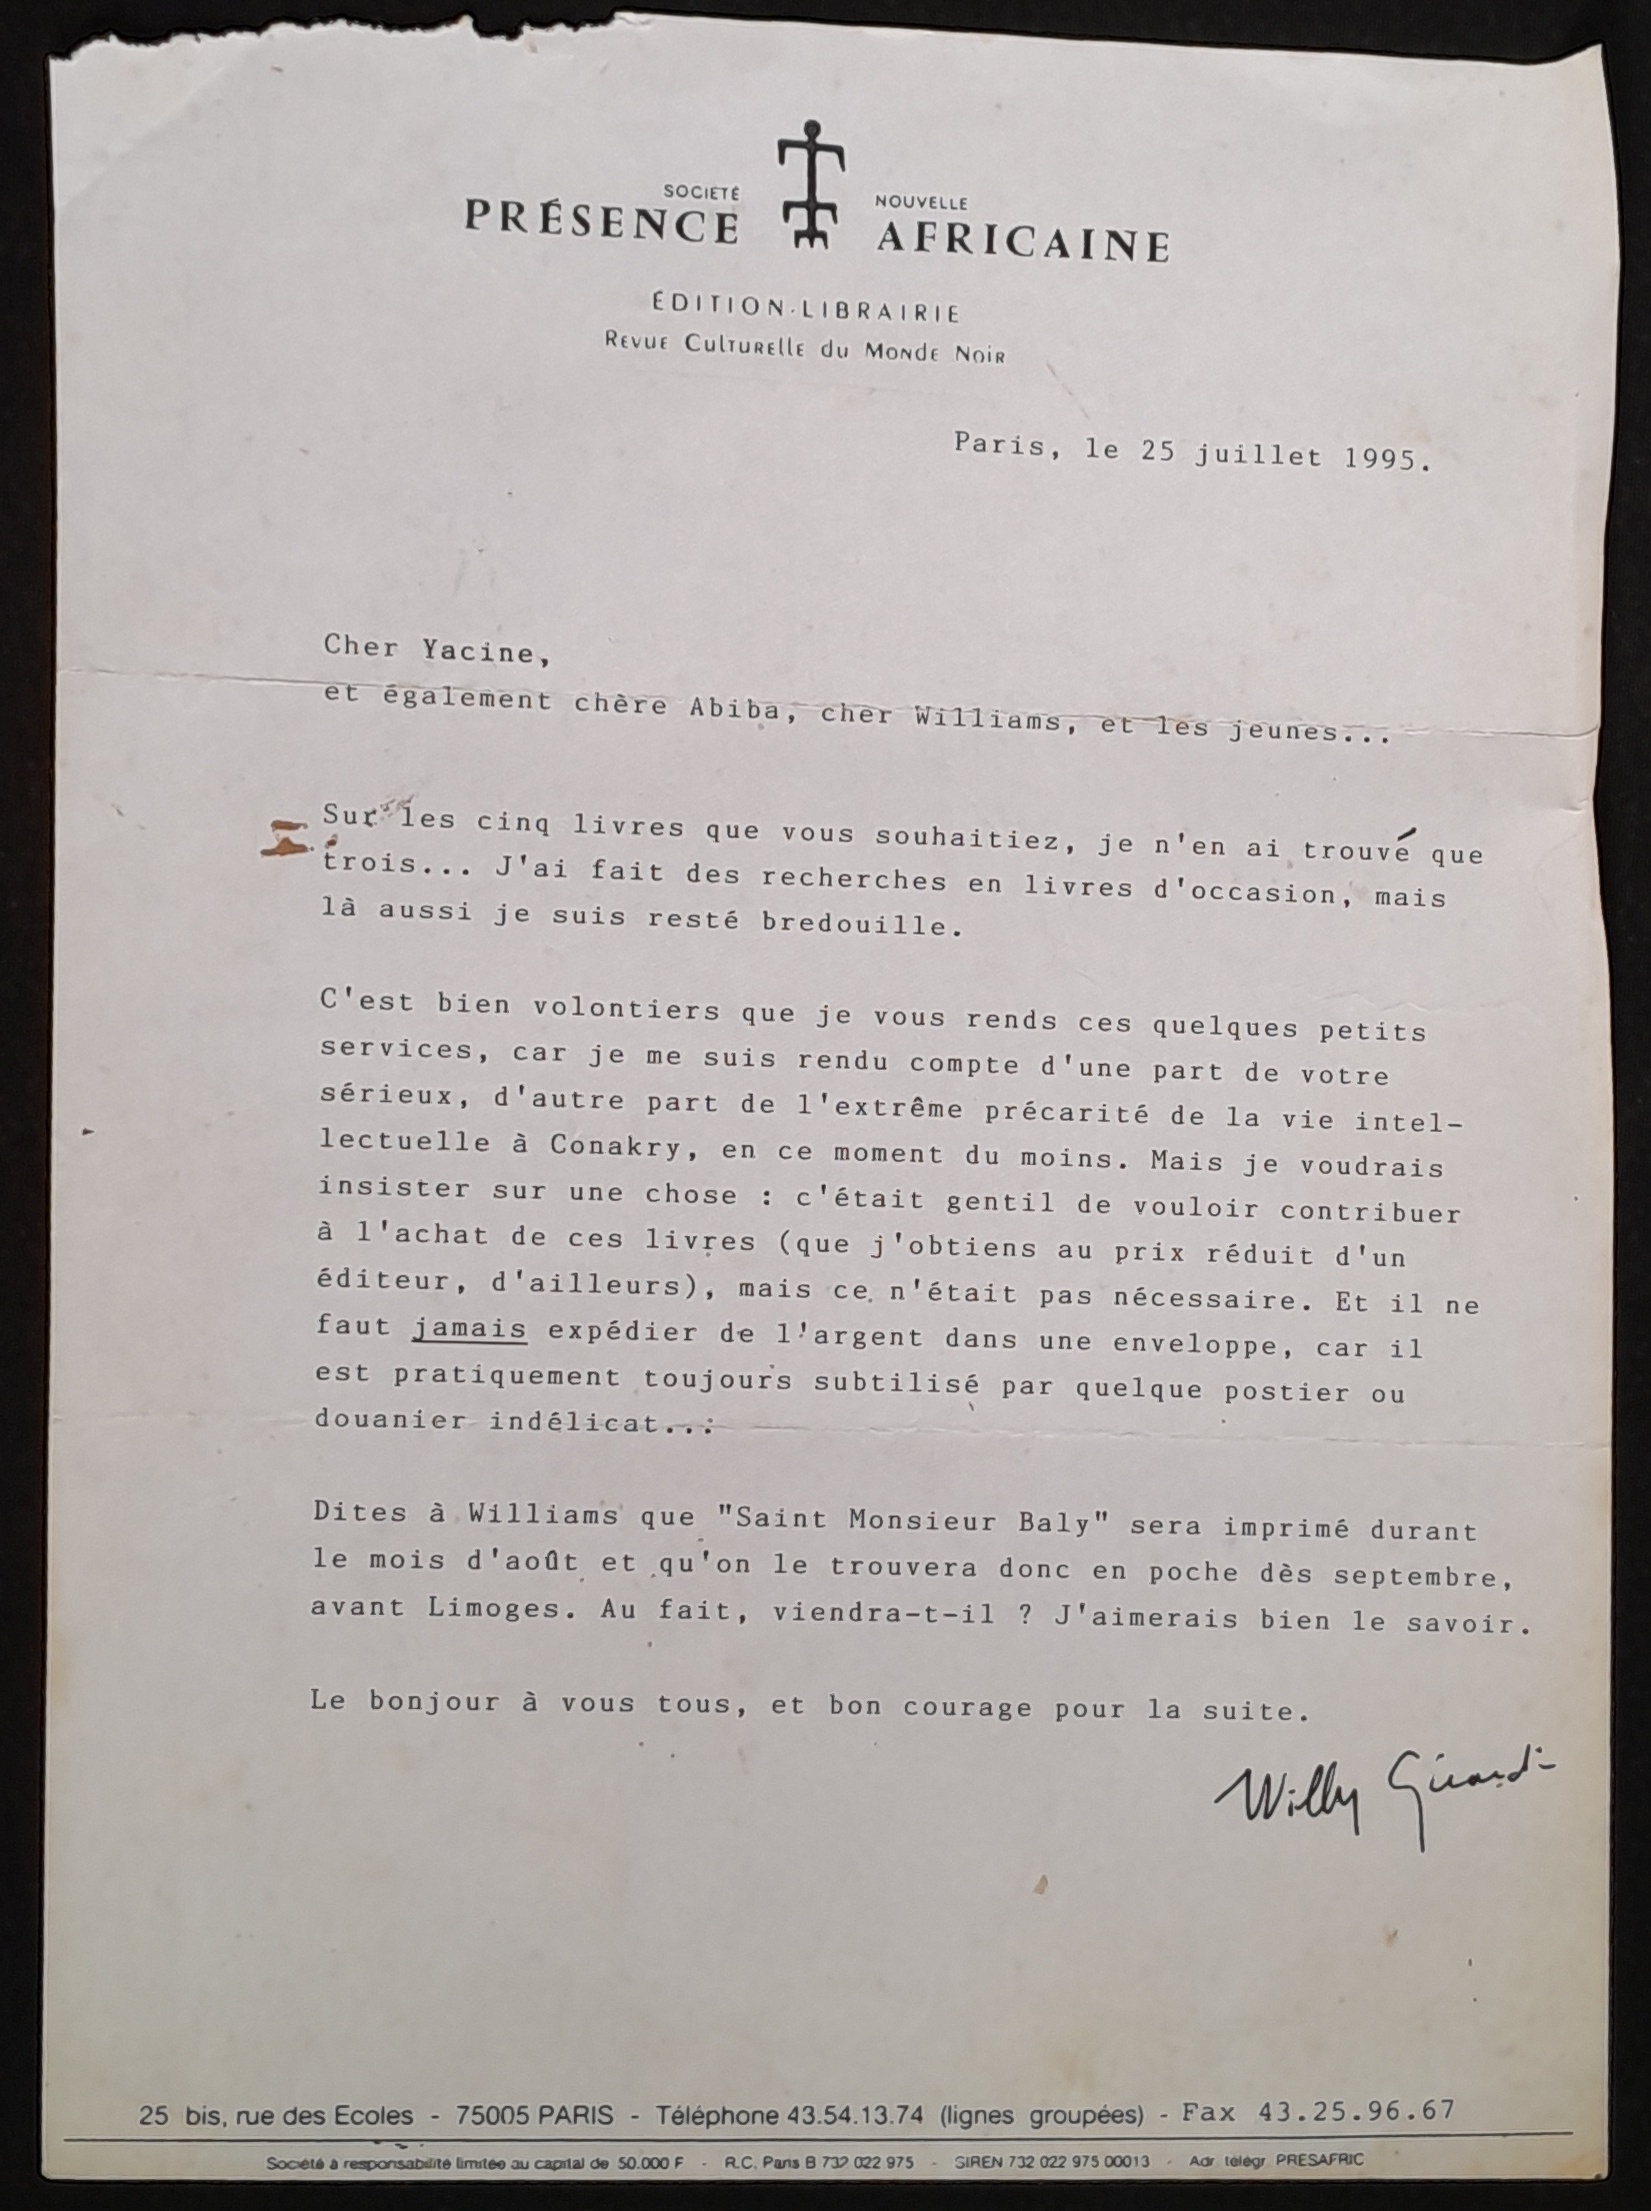 SOCIÉTÉ NOUVELLE
PRÉSENCE AFRICAINE
ÉDITION-LIBRAIRIE
Revue Culturelle du Monde Noir
Paris, le 25 juillet 1995.
Cher Yacine,
et également chère Abiba, cher Williams, et les jeunes...
Sur les cinq livres que vous souhaitiez, je n'en ai trouvé que
trois... J'ai fait des recherches en livres d'occasion, mais
là aussi je suis resté bredouille.
C'est bien volontiers que je vous rends ces quelques petits
services, car je me suis rendu compte d'une part de votre
sérieux, d'autre part de l'extrême précarité de la vie intel-
lectuelle à Conakry, en ce moment du moins. Mais je voudrais
insister sur une chose : c'était gentil de vouloir contribuer
à l'achat de ces livres (que j'obtiens au prix réduit d'un
éditeur, d'ailleurs), mais ce n'était pas nécessaire. Et il ne
faut jamais expédier de l'argent dans une enveloppe, car il
est pratiquement toujours subtilisé par quelque postier ou
douanier indélicat...
Dites à Williams que "Saint Monsieur Baly" sera imprimé durant
le mois d'août et qu'on le trouvera donc en poche dès septembre,
avant Limoges. Au fait, viendra-t-il ? J'aimerais bien le savoir.
Le bonjour à vous tous, et bon courage pour la suite.
Willy
25 bis, rue des Ecoles - 75005 PARIS - Téléphone 43.54.13.74 (lignes groupées) - Fax 43.25.96.67
Société à responsabilité limitée au capital de 50.000 F - R.C. Paris B 732 022 975 - SIREN 732 022 975 00013 - Adr. télégr. PRESAFRIC